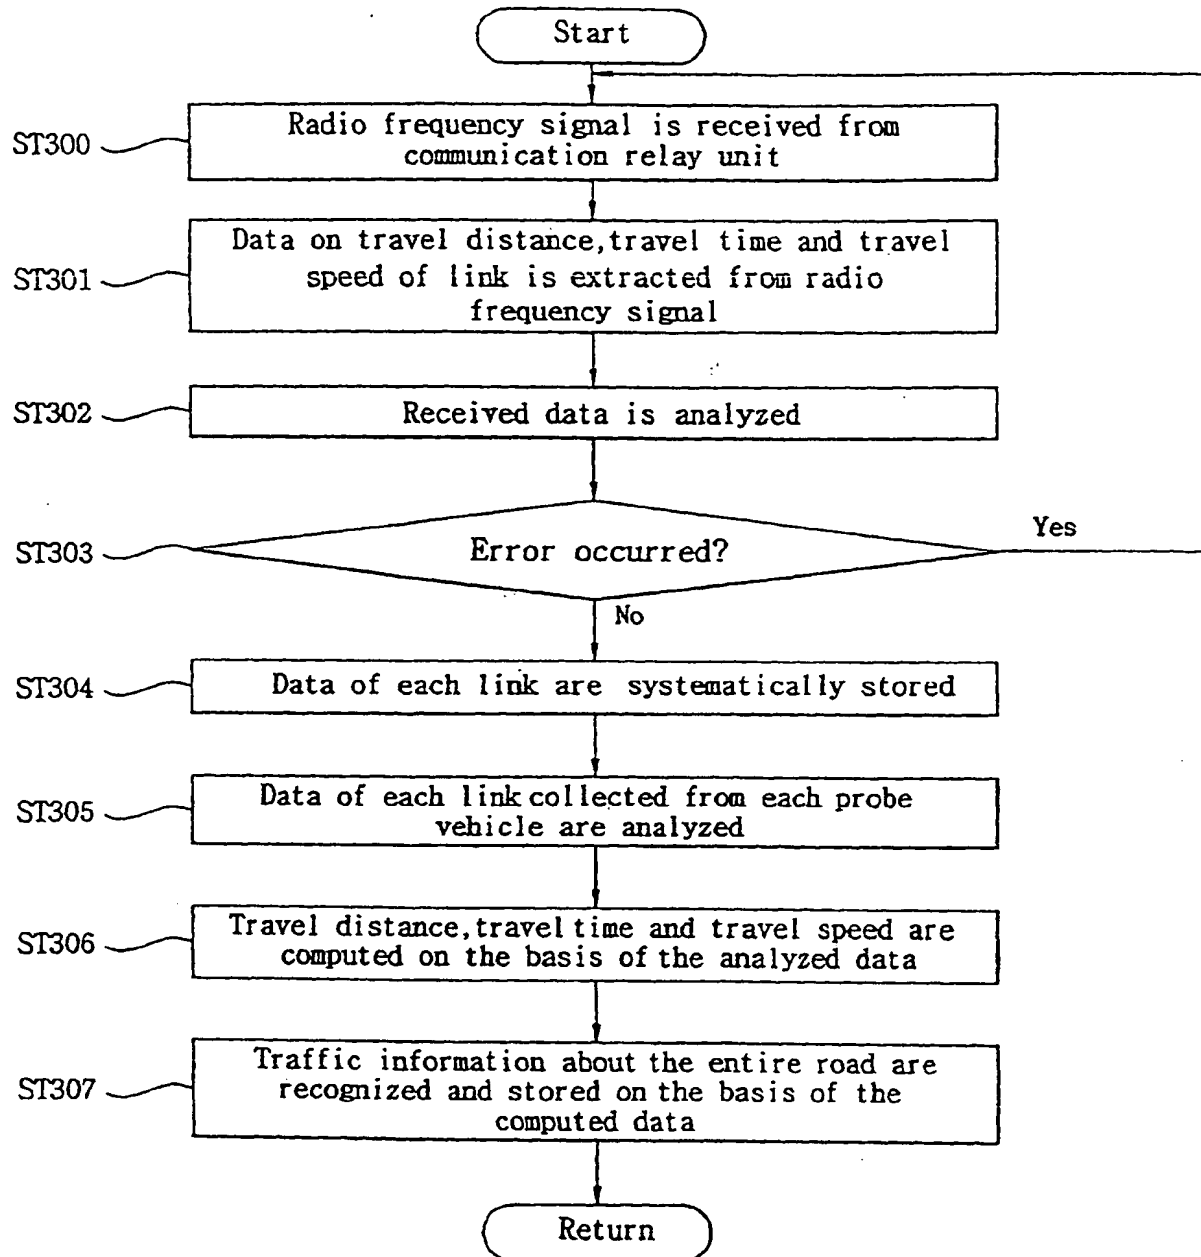 Start
ST300
Radio frequency signal is received from
communication relay unit
ST301
Data on travel distance,travel time and travel
speed of link is extracted from radio
frequency signal
ST302
Received data is analyzed
ST303
Error occurred?
Yes
No
ST304
Data of each link are systematically stored
ST305
Data of each link collected from each probe
vehicle are analyzed
ST306
Travel distance,travel time and travel speed are
computed on the basis of the analyzed data
ST307
Traffic information about the entire road are
recognized and stored on the basis of the
computed data
Return